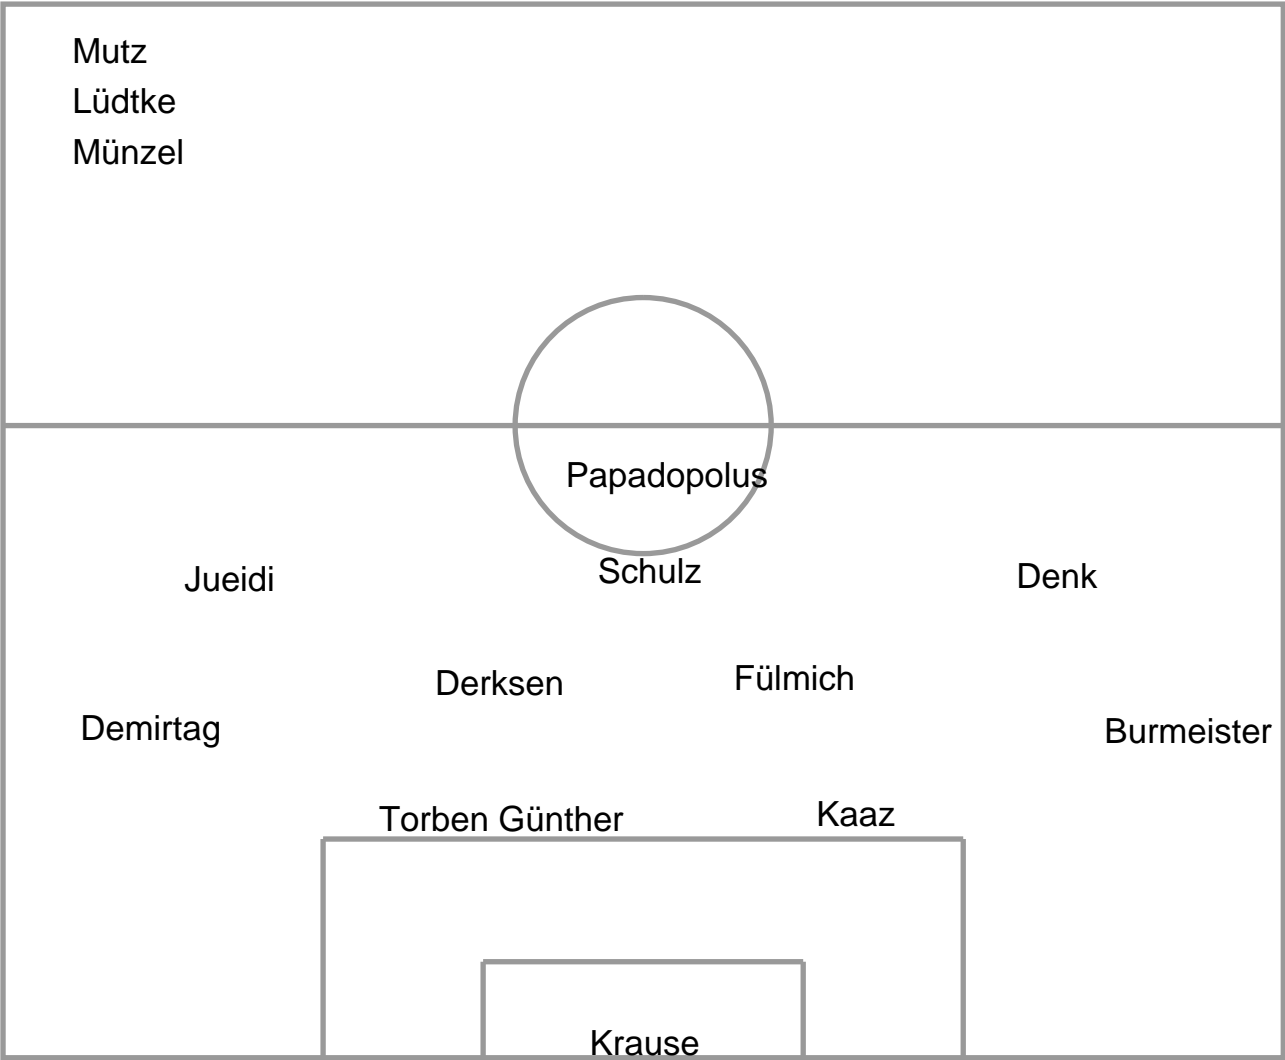 Mutz
Lüdtke
Münzel
Papadopolus
Jueidi
Schulz
Denk
Derksen
Fülmich
Demirtag
Burmeister
Torben Günther
Kaaz
Krause